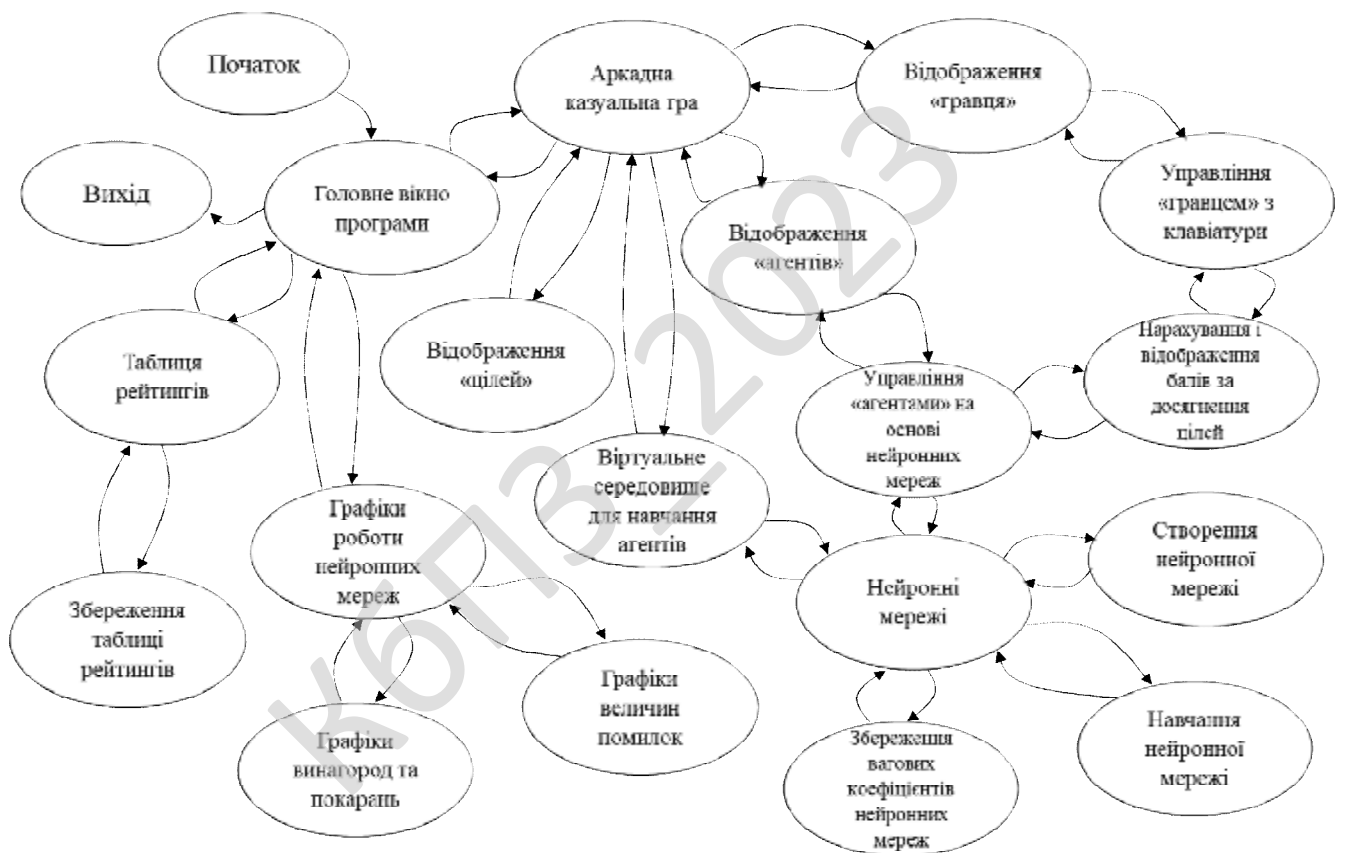 Початок
Аркадна
казуальна гра
Відображення
«гравця»
Вихід
Головне вікно
програми
Управління
«гравцем» з
клавіатури
Відображення
«агентів»
Таблиця
рейтингів
Відображення
«цілей»
Управління
«агентами» на
основі
нейронних
мереж
Нарахування і
відображення
балів за
досягнення
цілей
Графіки
роботи
нейронних
мереж
Віртуальне
середовище
для навчання
агентів
Створення
нейронної
мережі
Нейронні
мережі
Збереження
таблиці
рейтингів
Графіки
величин
помилок
Навчання
нейронної
мережі
Графіки
винагород та
покарань
Збереження
вагових
коефіцієнтів
нейронних
мереж
КбПЗ_2023